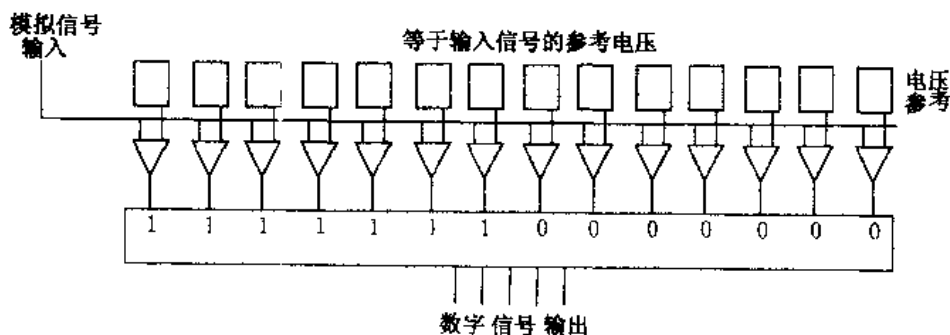 模拟信号
输入
等于输入信号的参考电压
电压
参考
1 1 1 1 1 1 1 0 0 0 0 0 0 0
数字 信号 输出